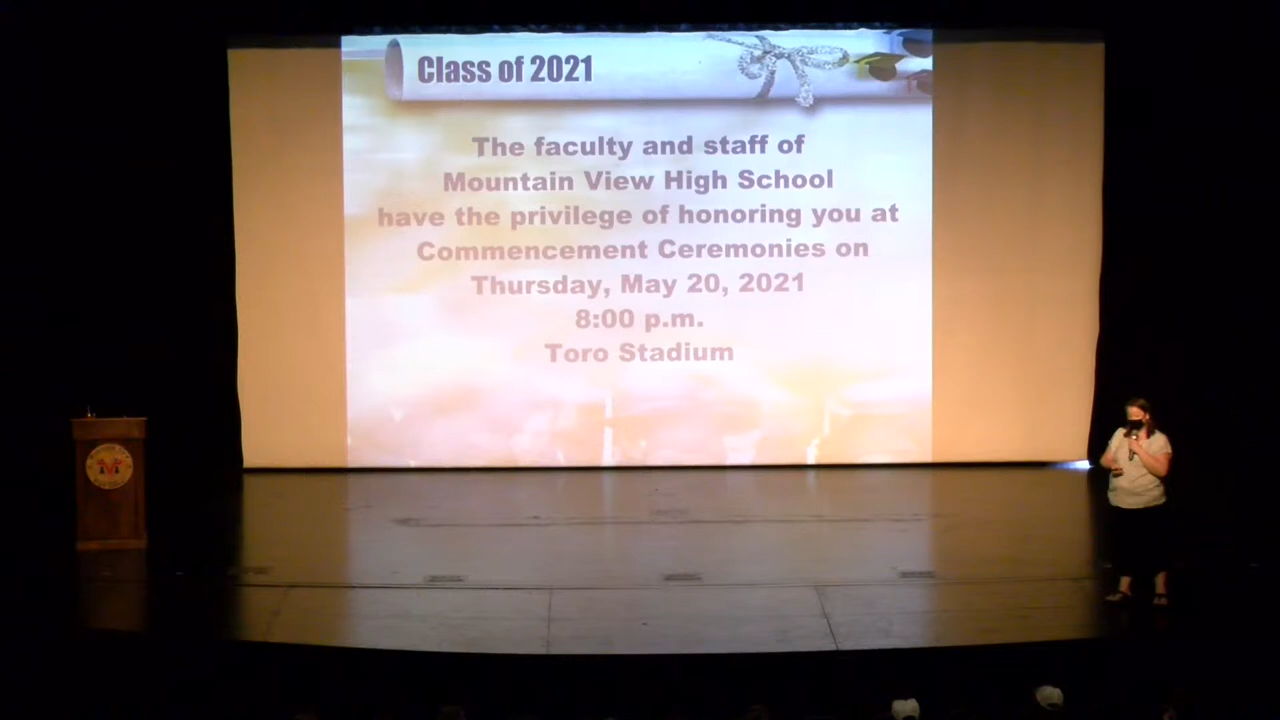 Class of 2021
The faculty and staff of
Mountain View High School
have the privilege of honoring you at
Commencement Ceremonies on
Thursday, May 20, 2021
8:00 p.m.
Toro Stadium